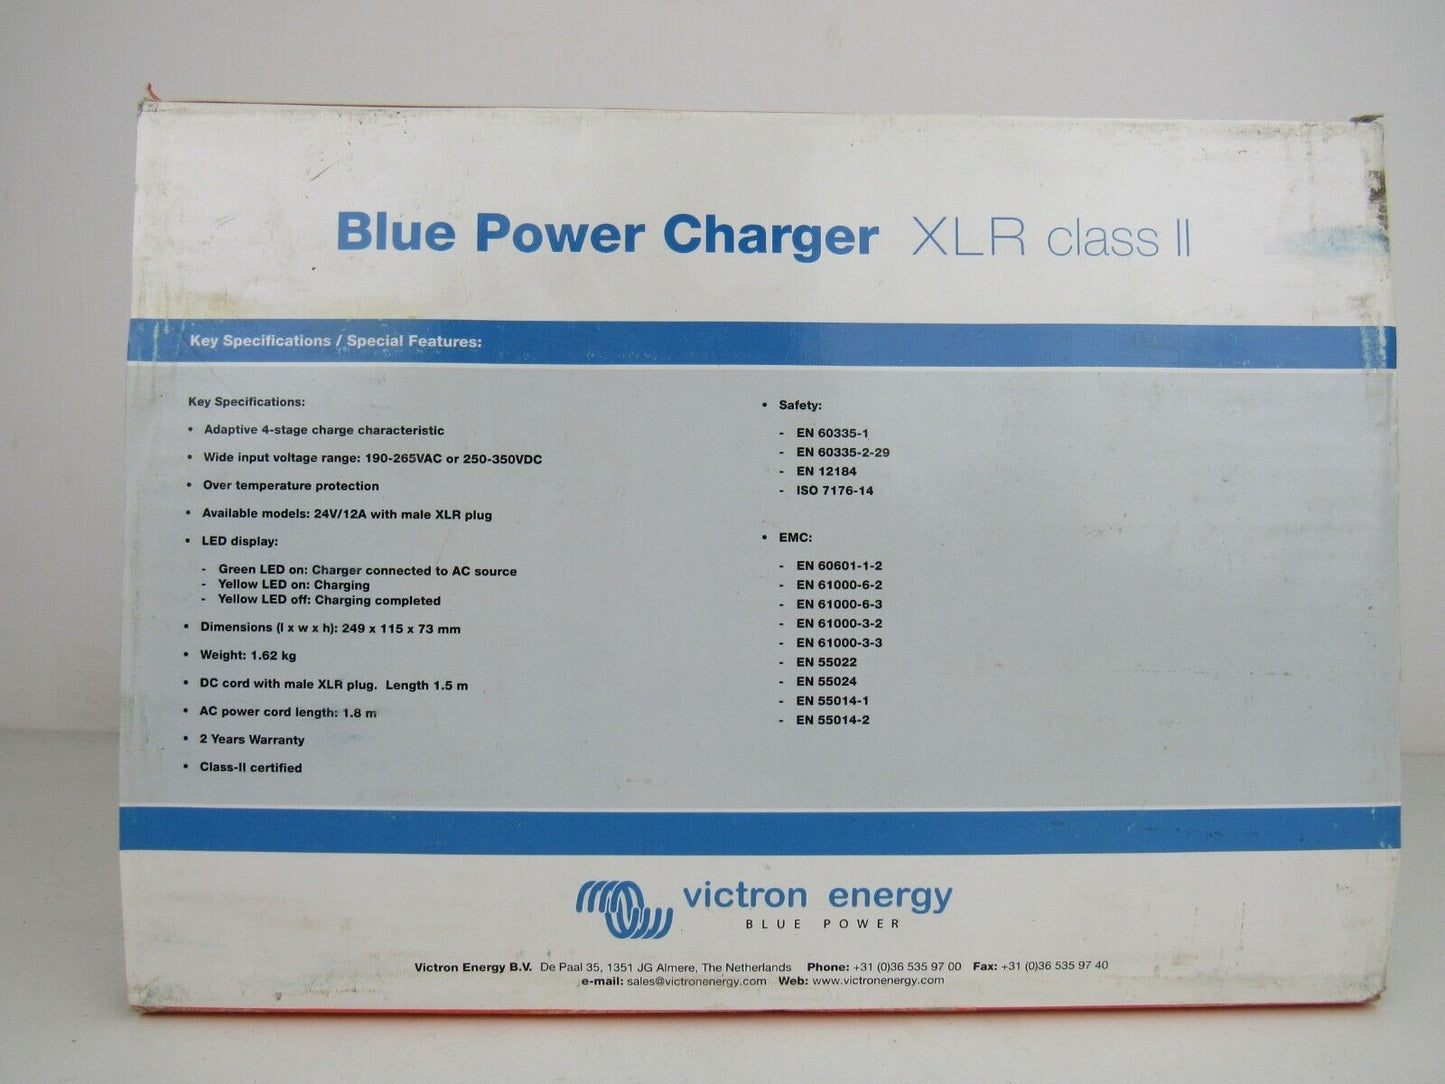 Blue Power Charger XLR class II
Key Specifications / Special Features:
Key Specifications:
• Adaptive 4-stage charge characteristic
• Wide input voltage range: 190-265VAC or 250-350VDC
• Over temperature protection
• Available models: 24V/12A with male XLR plug
• LED display:
- Green LED on: Charger connected to AC source
- Yellow LED on: Charging
- Yellow LED off: Charging completed
• Dimensions (l x w x h): 249 x 115 x 73 mm
• Weight: 1.62 kg
• DC cord with male XLR plug. Length 1.5 m
• AC power cord length: 1.8 m
• 2 Years Warranty
• Class-II certified
• Safety:
- EN 60335-1
- EN 60335-2-29
- EN 12184
- ISO 7176-14
• EMC:
- EN 60601-1-2
- EN 61000-6-2
- EN 61000-6-3
- EN 61000-3-2
- EN 61000-3-3
- EN 55022
- EN 55024
- EN 55014-1
- EN 55014-2
victron energy
BLUE POWER
Victron Energy B.V. De Paal 35, 1351 JG Almere, The Netherlands Phone: +31 (0)36 535 97 00 Fax: +31 (0)36 535 97 40
e-mail: sales@victronenergy.com Web: www.victronenergy.com